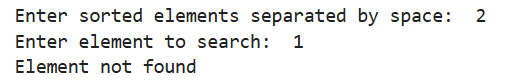 Enter sorted elements separated by space:  2
Enter element to search:  1
Element not found